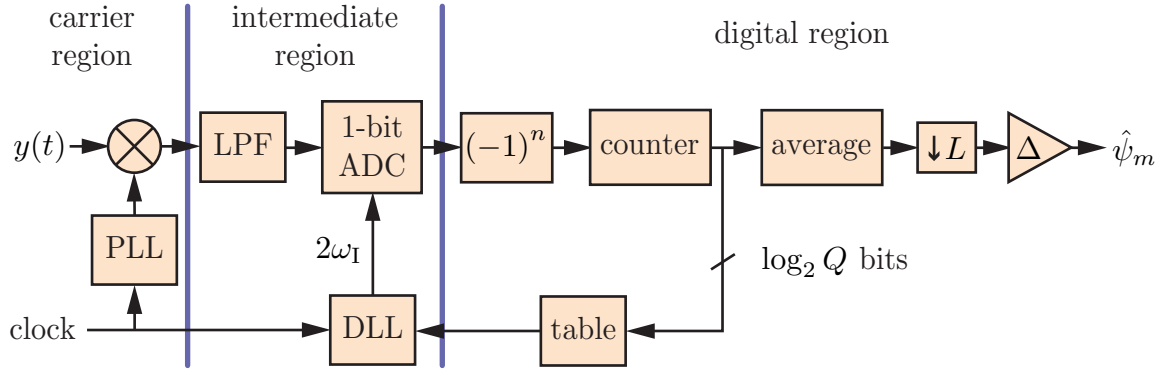 carrier
region
intermediate
region
digital region
y(t)
LPF
1-bit
ADC
(−1)ⁿ
counter
average
↓L
Δ
ψ̂ₘ
PLL
2ω_I
log₂ Q bits
clock
DLL
table